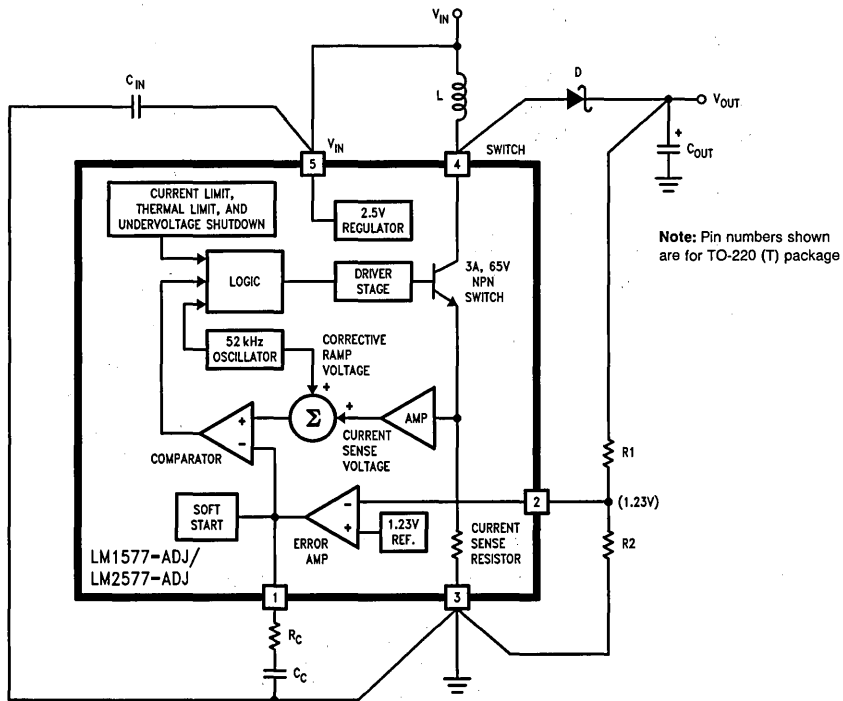 V_IN
C_IN
L
D
V_OUT
+
C_OUT
V_IN
5
4
SWITCH
CURRENT LIMIT,
THERMAL LIMIT, AND
UNDERVOLTAGE SHUTDOWN
2.5V
REGULATOR
Note: Pin numbers shown
are for TO-220 (T) package
LOGIC
DRIVER
STAGE
3A, 65V
NPN
SWITCH
52 kHz
OSCILLATOR
CORRECTIVE
RAMP
VOLTAGE
+
+
Σ
+
AMP
-
COMPARATOR
CURRENT
SENSE
VOLTAGE
R1
SOFT
START
-
+
ERROR
AMP
1.23V
REF.
2
(1.23V)
CURRENT
SENSE
RESISTOR
R2
LM1577-ADJ/
LM2577-ADJ
1
3
R_C
C_C